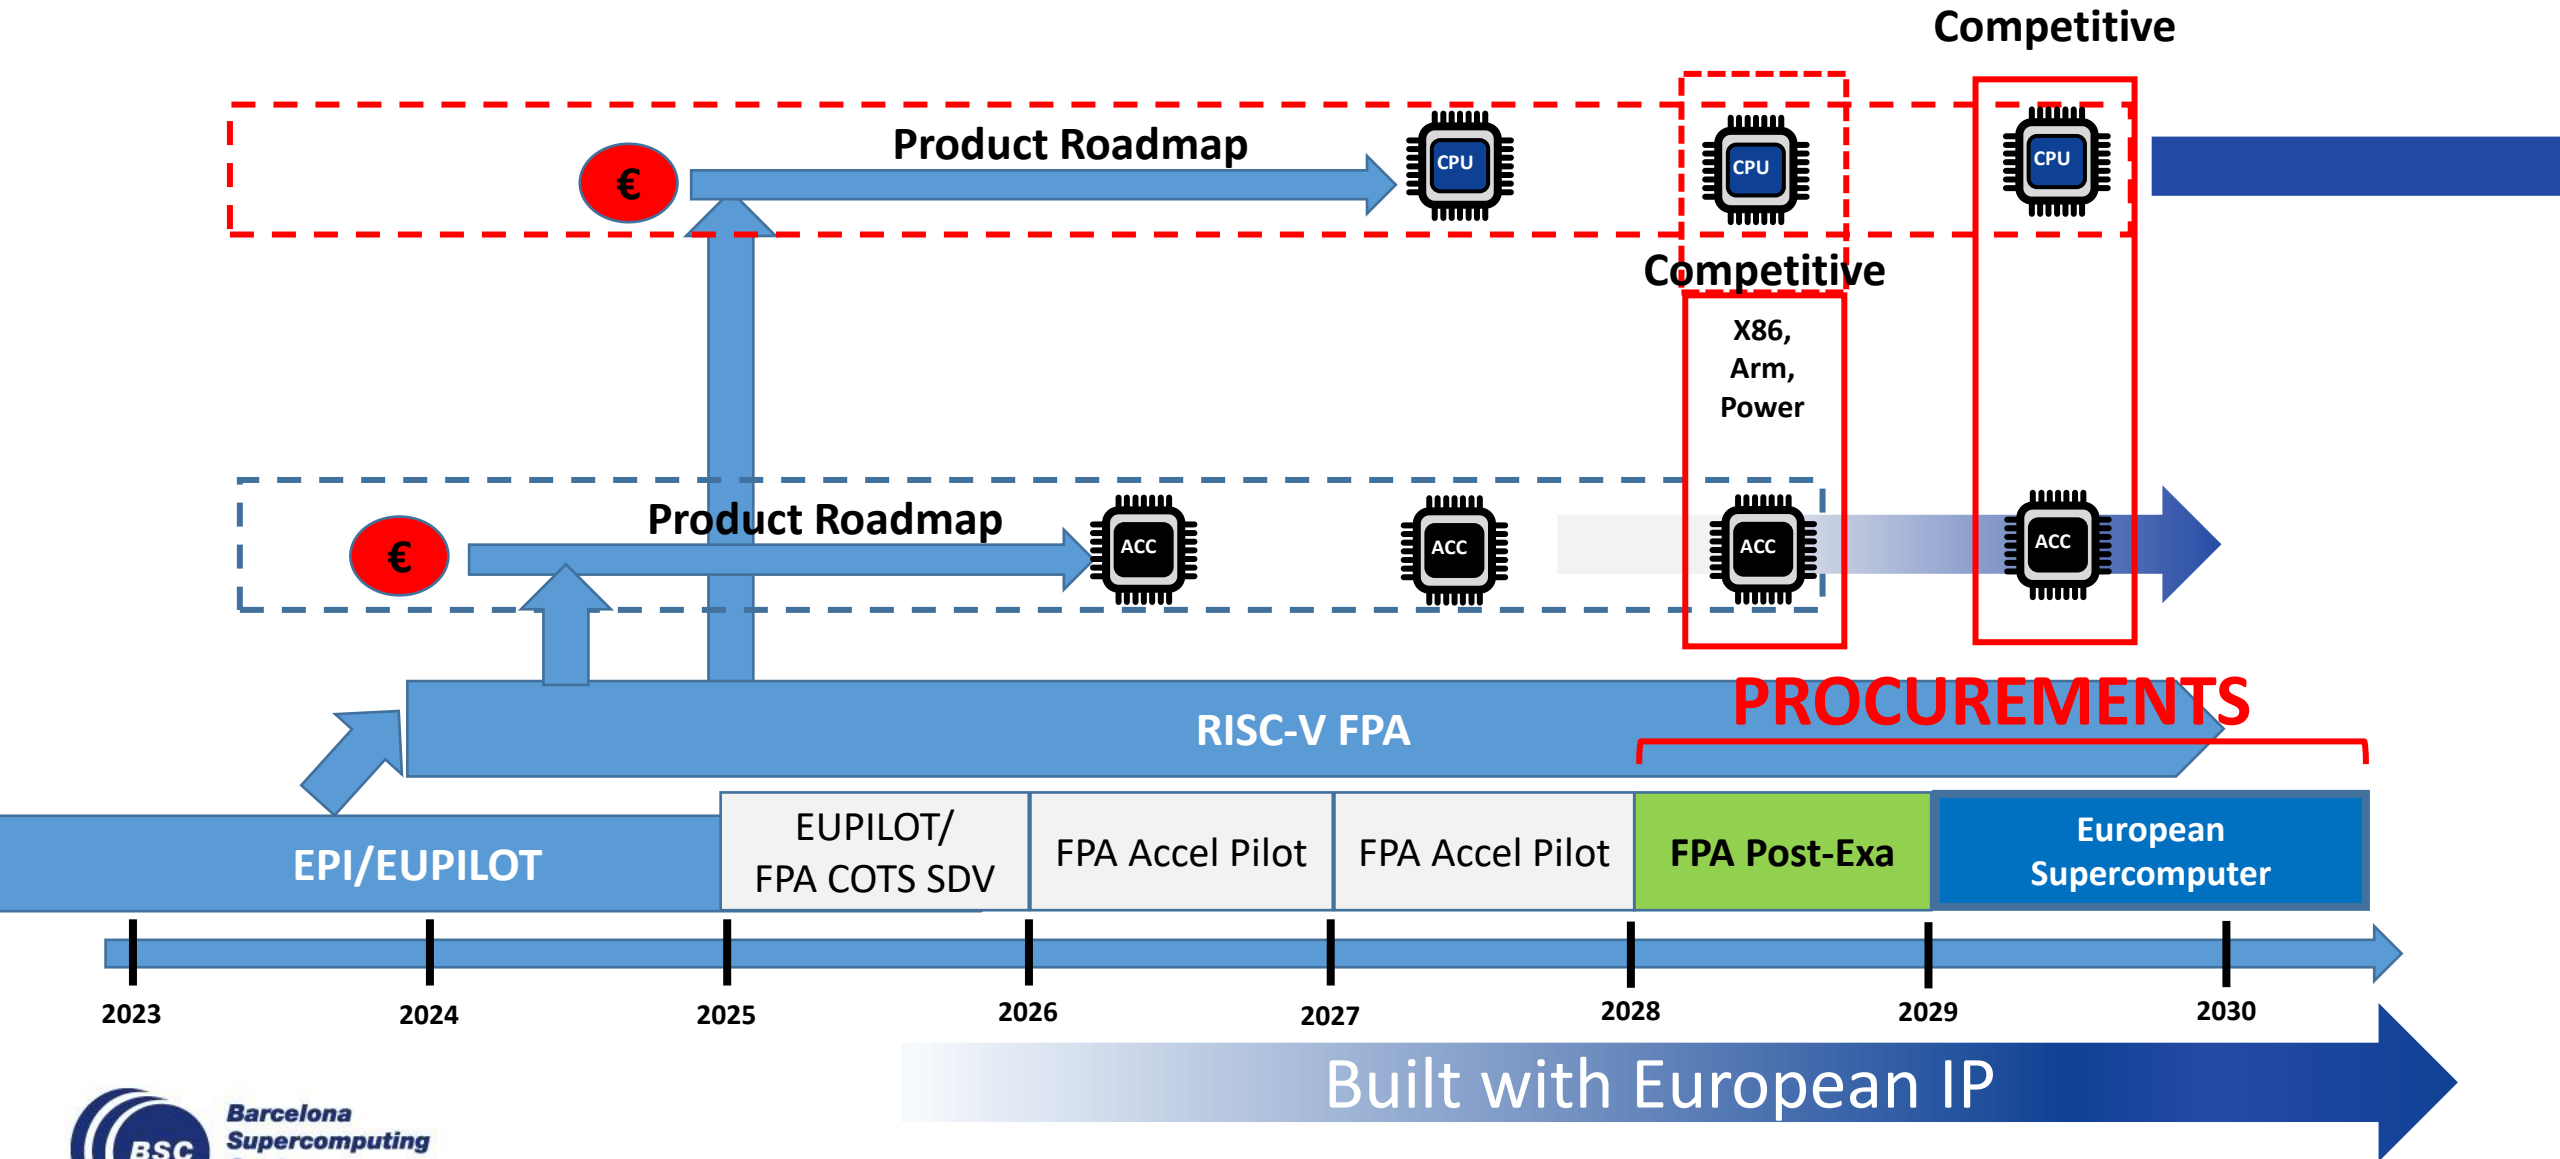 Competitive
Product Roadmap
€
CPU
CPU
CPU
Competitive
X86,
Arm,
Power
Product Roadmap
€
ACC
ACC
ACC
ACC
PROCUREMENTS
RISC-V FPA
EPI/EUPILOT
EUPILOT/
FPA COTS SDV
FPA Accel Pilot
FPA Accel Pilot
FPA Post-Exa
European
Supercomputer
2023
2024
2025
2026
2027
2028
2029
2030
Built with European IP
BSC
Barcelona
Supercomputing